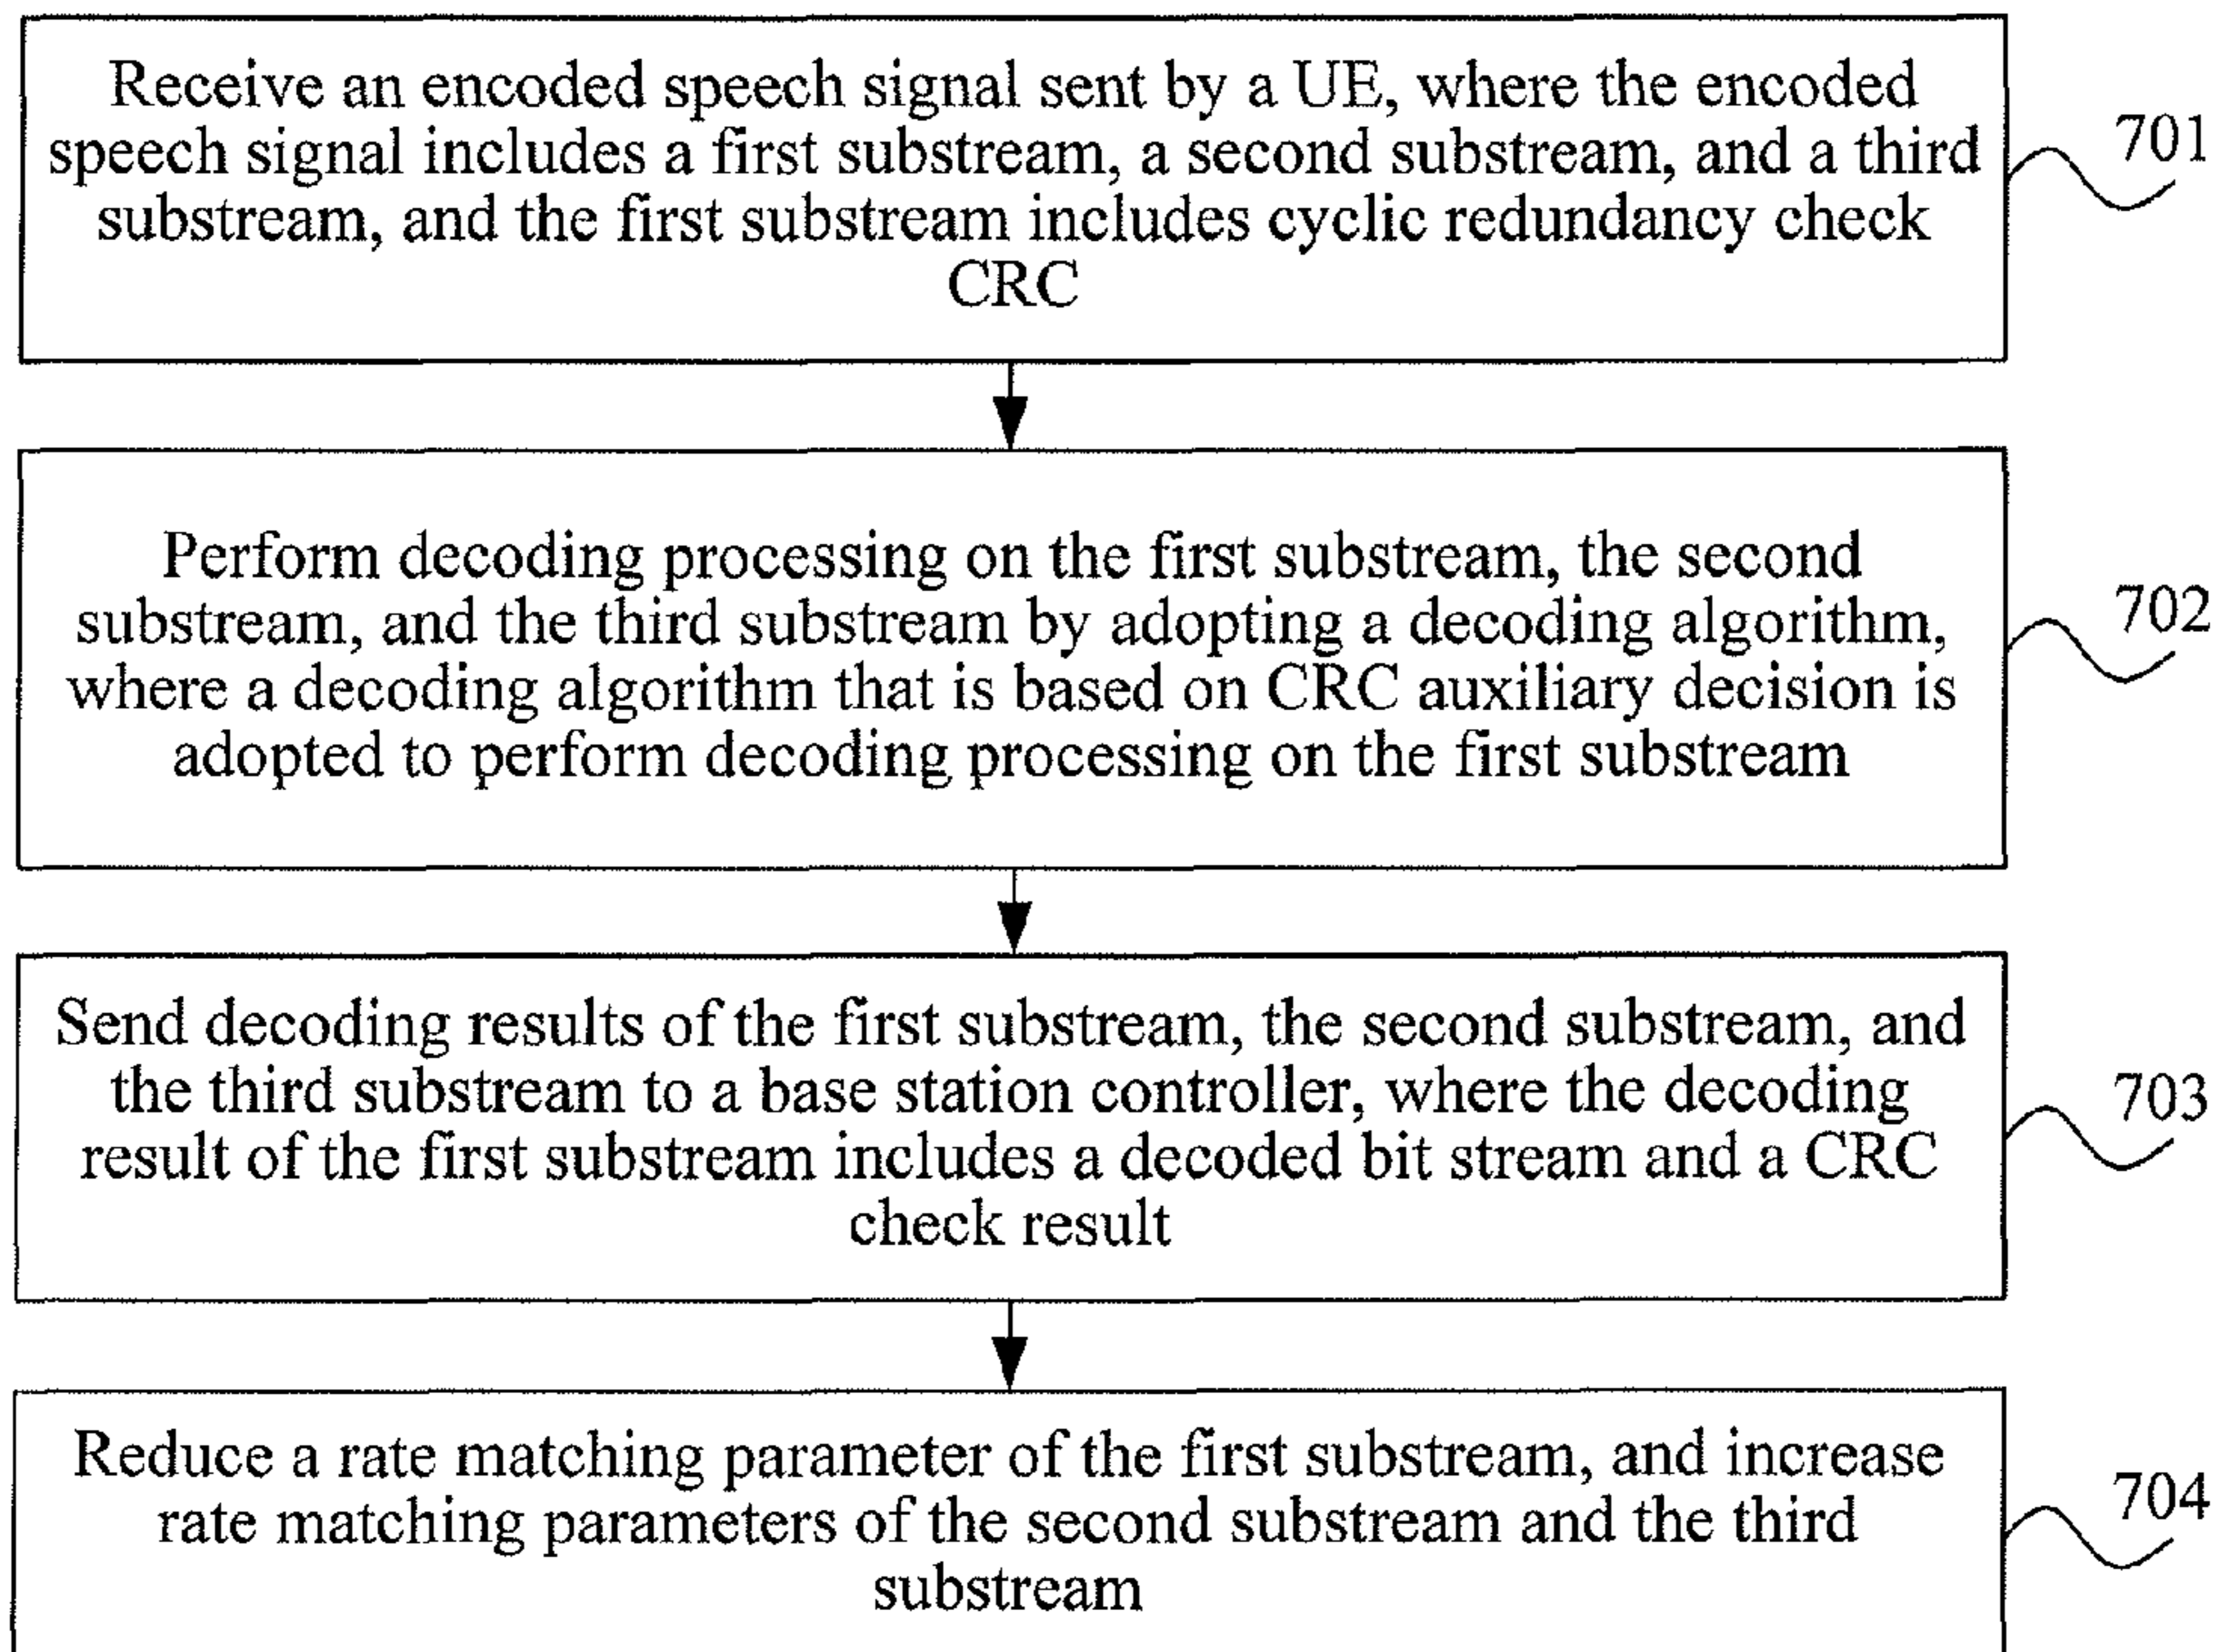 Receive an encoded speech signal sent by a UE, where the encoded
speech signal includes a first substream, a second substream, and a third
substream, and the first substream includes cyclic redundancy check
CRC
701
Perform decoding processing on the first substream, the second
substream, and the third substream by adopting a decoding algorithm,
where a decoding algorithm that is based on CRC auxiliary decision is
adopted to perform decoding processing on the first substream
702
Send decoding results of the first substream, the second substream, and
the third substream to a base station controller, where the decoding
result of the first substream includes a decoded bit stream and a CRC
check result
703
Reduce a rate matching parameter of the first substream, and increase
rate matching parameters of the second substream and the third
substream
704